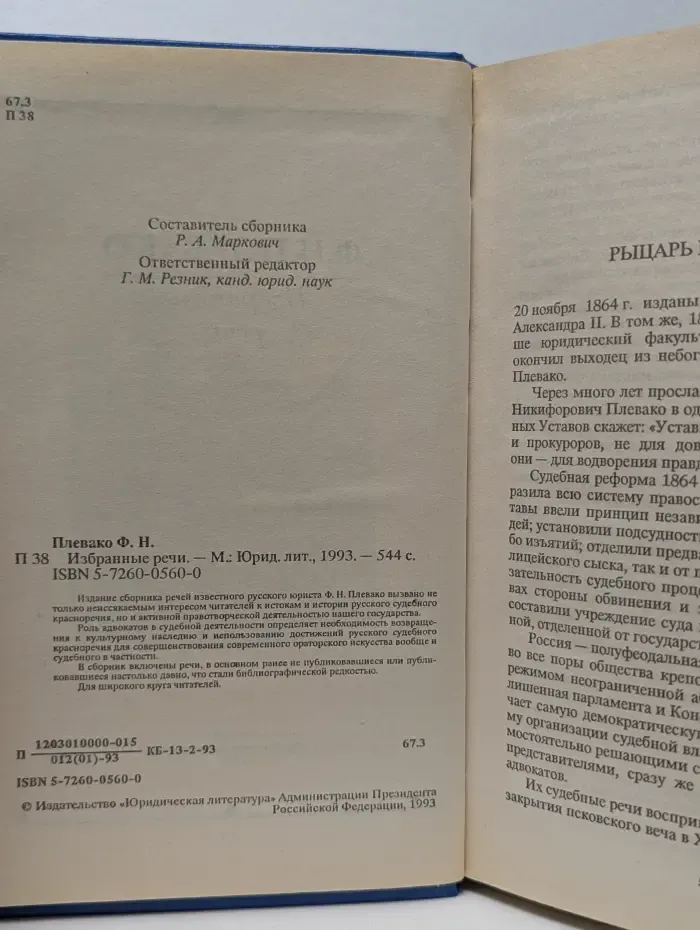 67.3
П 38
Составитель сборника
Р. А. Маркович
Ответственный редактор
Г. М. Резник, канд. юрид. наук
Плевако Ф. Н.
П 38 Избранные речи. — М.: Юрид. лит., 1993. — 544 с.
ISBN 5-7260-0560-0
Издание сборника речей известного русского юриста Ф. Н. Плевако вызвано не
только неиссякаемым интересом читателей к истокам и истории русского судебного
красноречия, но и активной правотворческой деятельностью нашего государства.
Роль адвокатов в судебной деятельности определяет необходимость возвраще-
ния к культурному наследию и использованию достижений русского судебного
красноречия для совершенствования современного ораторского искусства вообще и
судебного в частности.
В сборник включены речи, в основном ранее не публиковавшиеся или публи-
ковавшиеся настолько давно, что стали библиографической редкостью.
Для широкого круга читателей.
П 1203010000-015
012(01)-93 КБ-13-2-93 67.3
ISBN 5-7260-0560-0
© Издательство «Юридическая литература» Администрации Президента
Российской Федерации, 1993
РЫЦАРЬ
20 ноября 1864 г. изданы
Александра II. В том же, 18
ше юридический факуль
окончил выходец из небог
Плевако.
Через много лет просла
Никифорович Плевако в од
ных Уставов скажет: «Устав
и прокуроров, не для дов
они — для водворения правд
Судебная реформа 1864
разила всю систему правос
тавы ввели принцип незави
дей; установили подсудность
бо изъятий; отделили предва
лицейского сыска, так и от п
зательность судебного проце
вах стороны обвинения и з
составили учреждение суда
ной, отделенной от государст
Россия — полуфеодальная
во все поры общества крепо
режимом неограниченной а
лишенная парламента и Кон
чает самую демократическую
му организации судебной вл
мостоятельно решающими с
представителями, сразу же
адвокатов.
Их судебные речи восприн
закрытия псковского веча в X